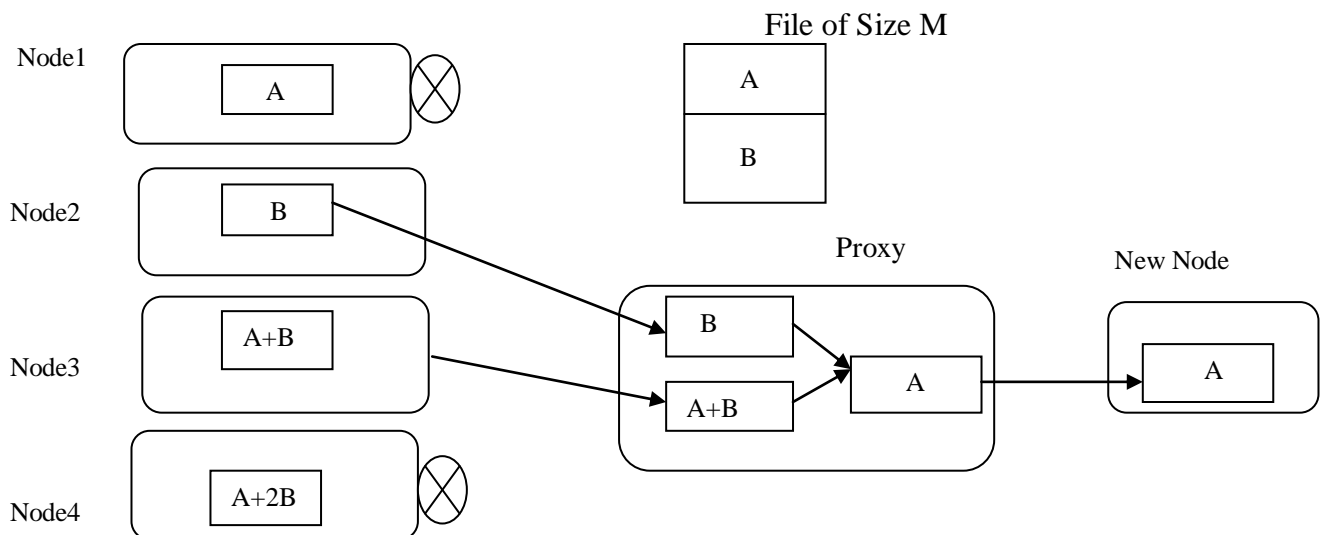 File of Size M
Node1
A
A
B
Node2
B
Proxy
New Node
B
Node3
A+B
A
A
A+B
Node4
A+2B